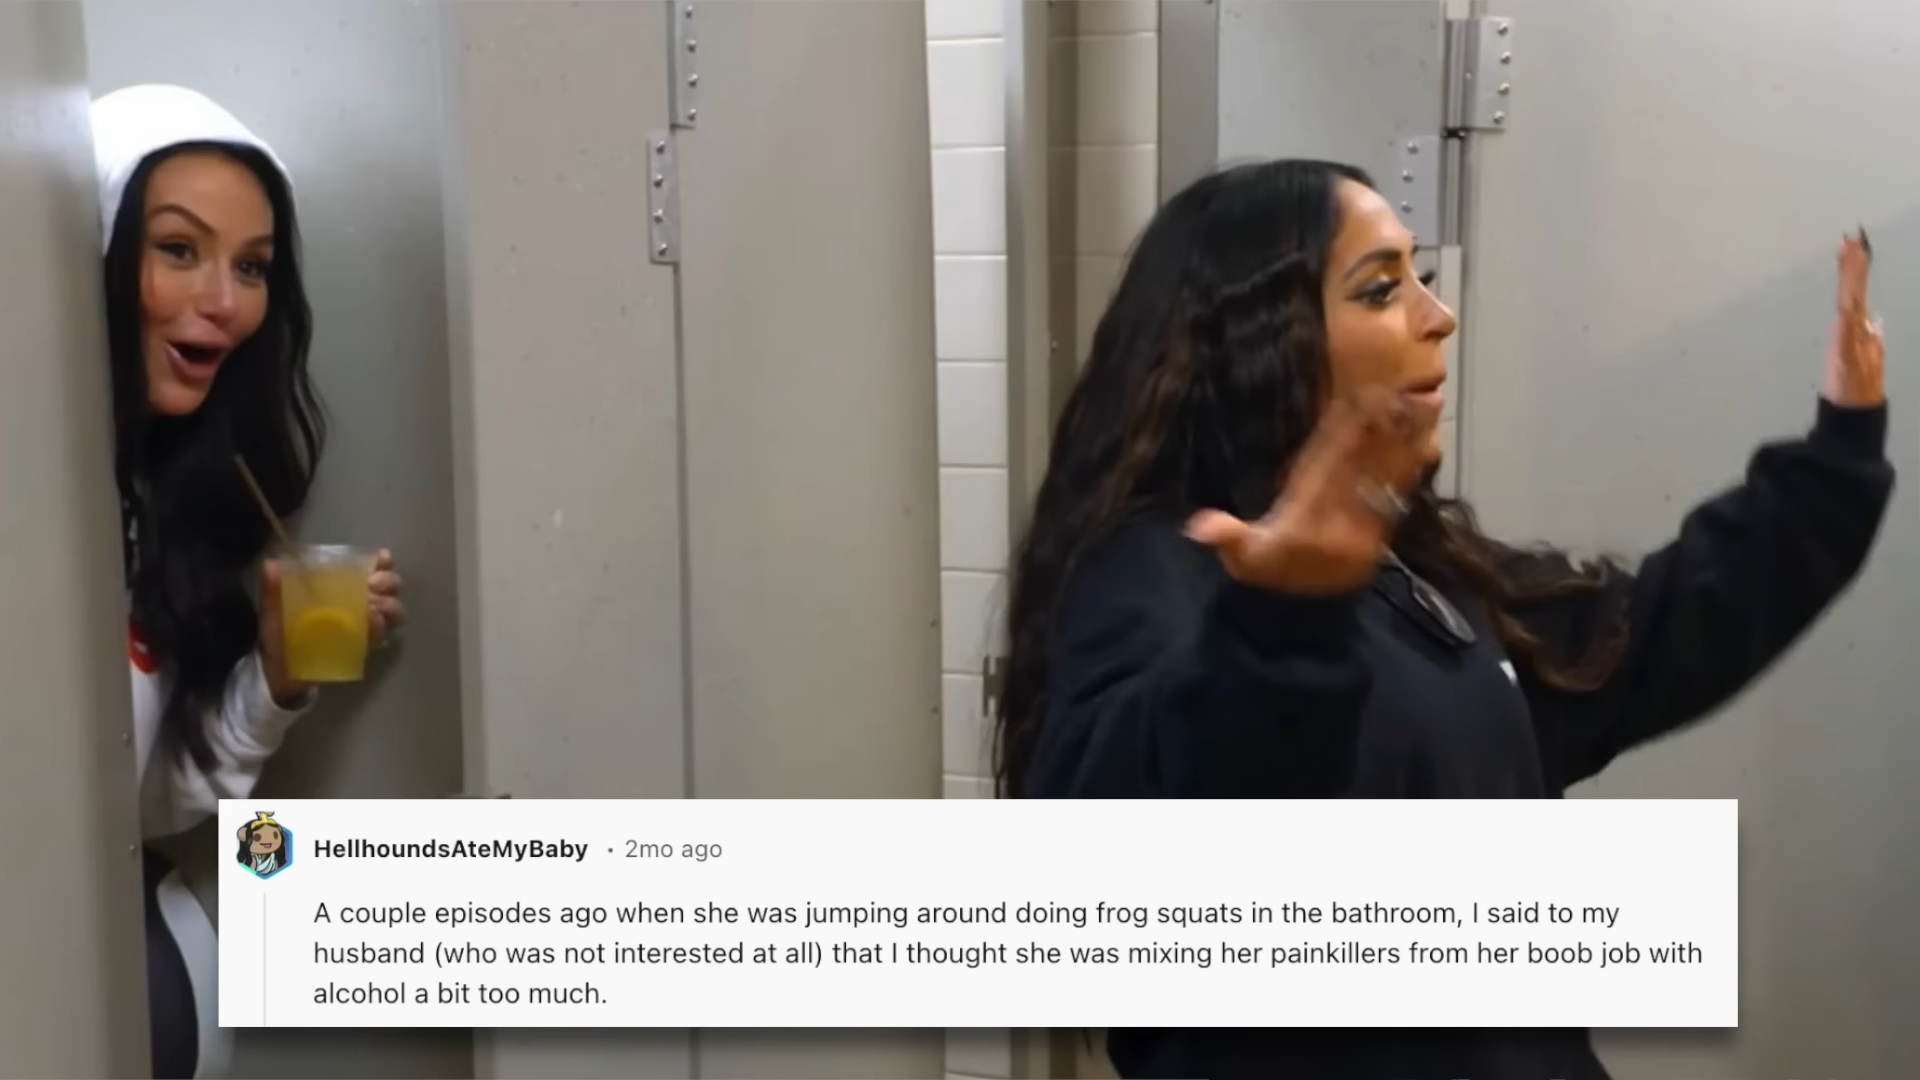 HellhoundsAteMyBaby • 2mo ago
A couple episodes ago when she was jumping around doing frog squats in the bathroom, I said to my
husband (who was not interested at all) that I thought she was mixing her painkillers from her boob job with
alcohol a bit too much.